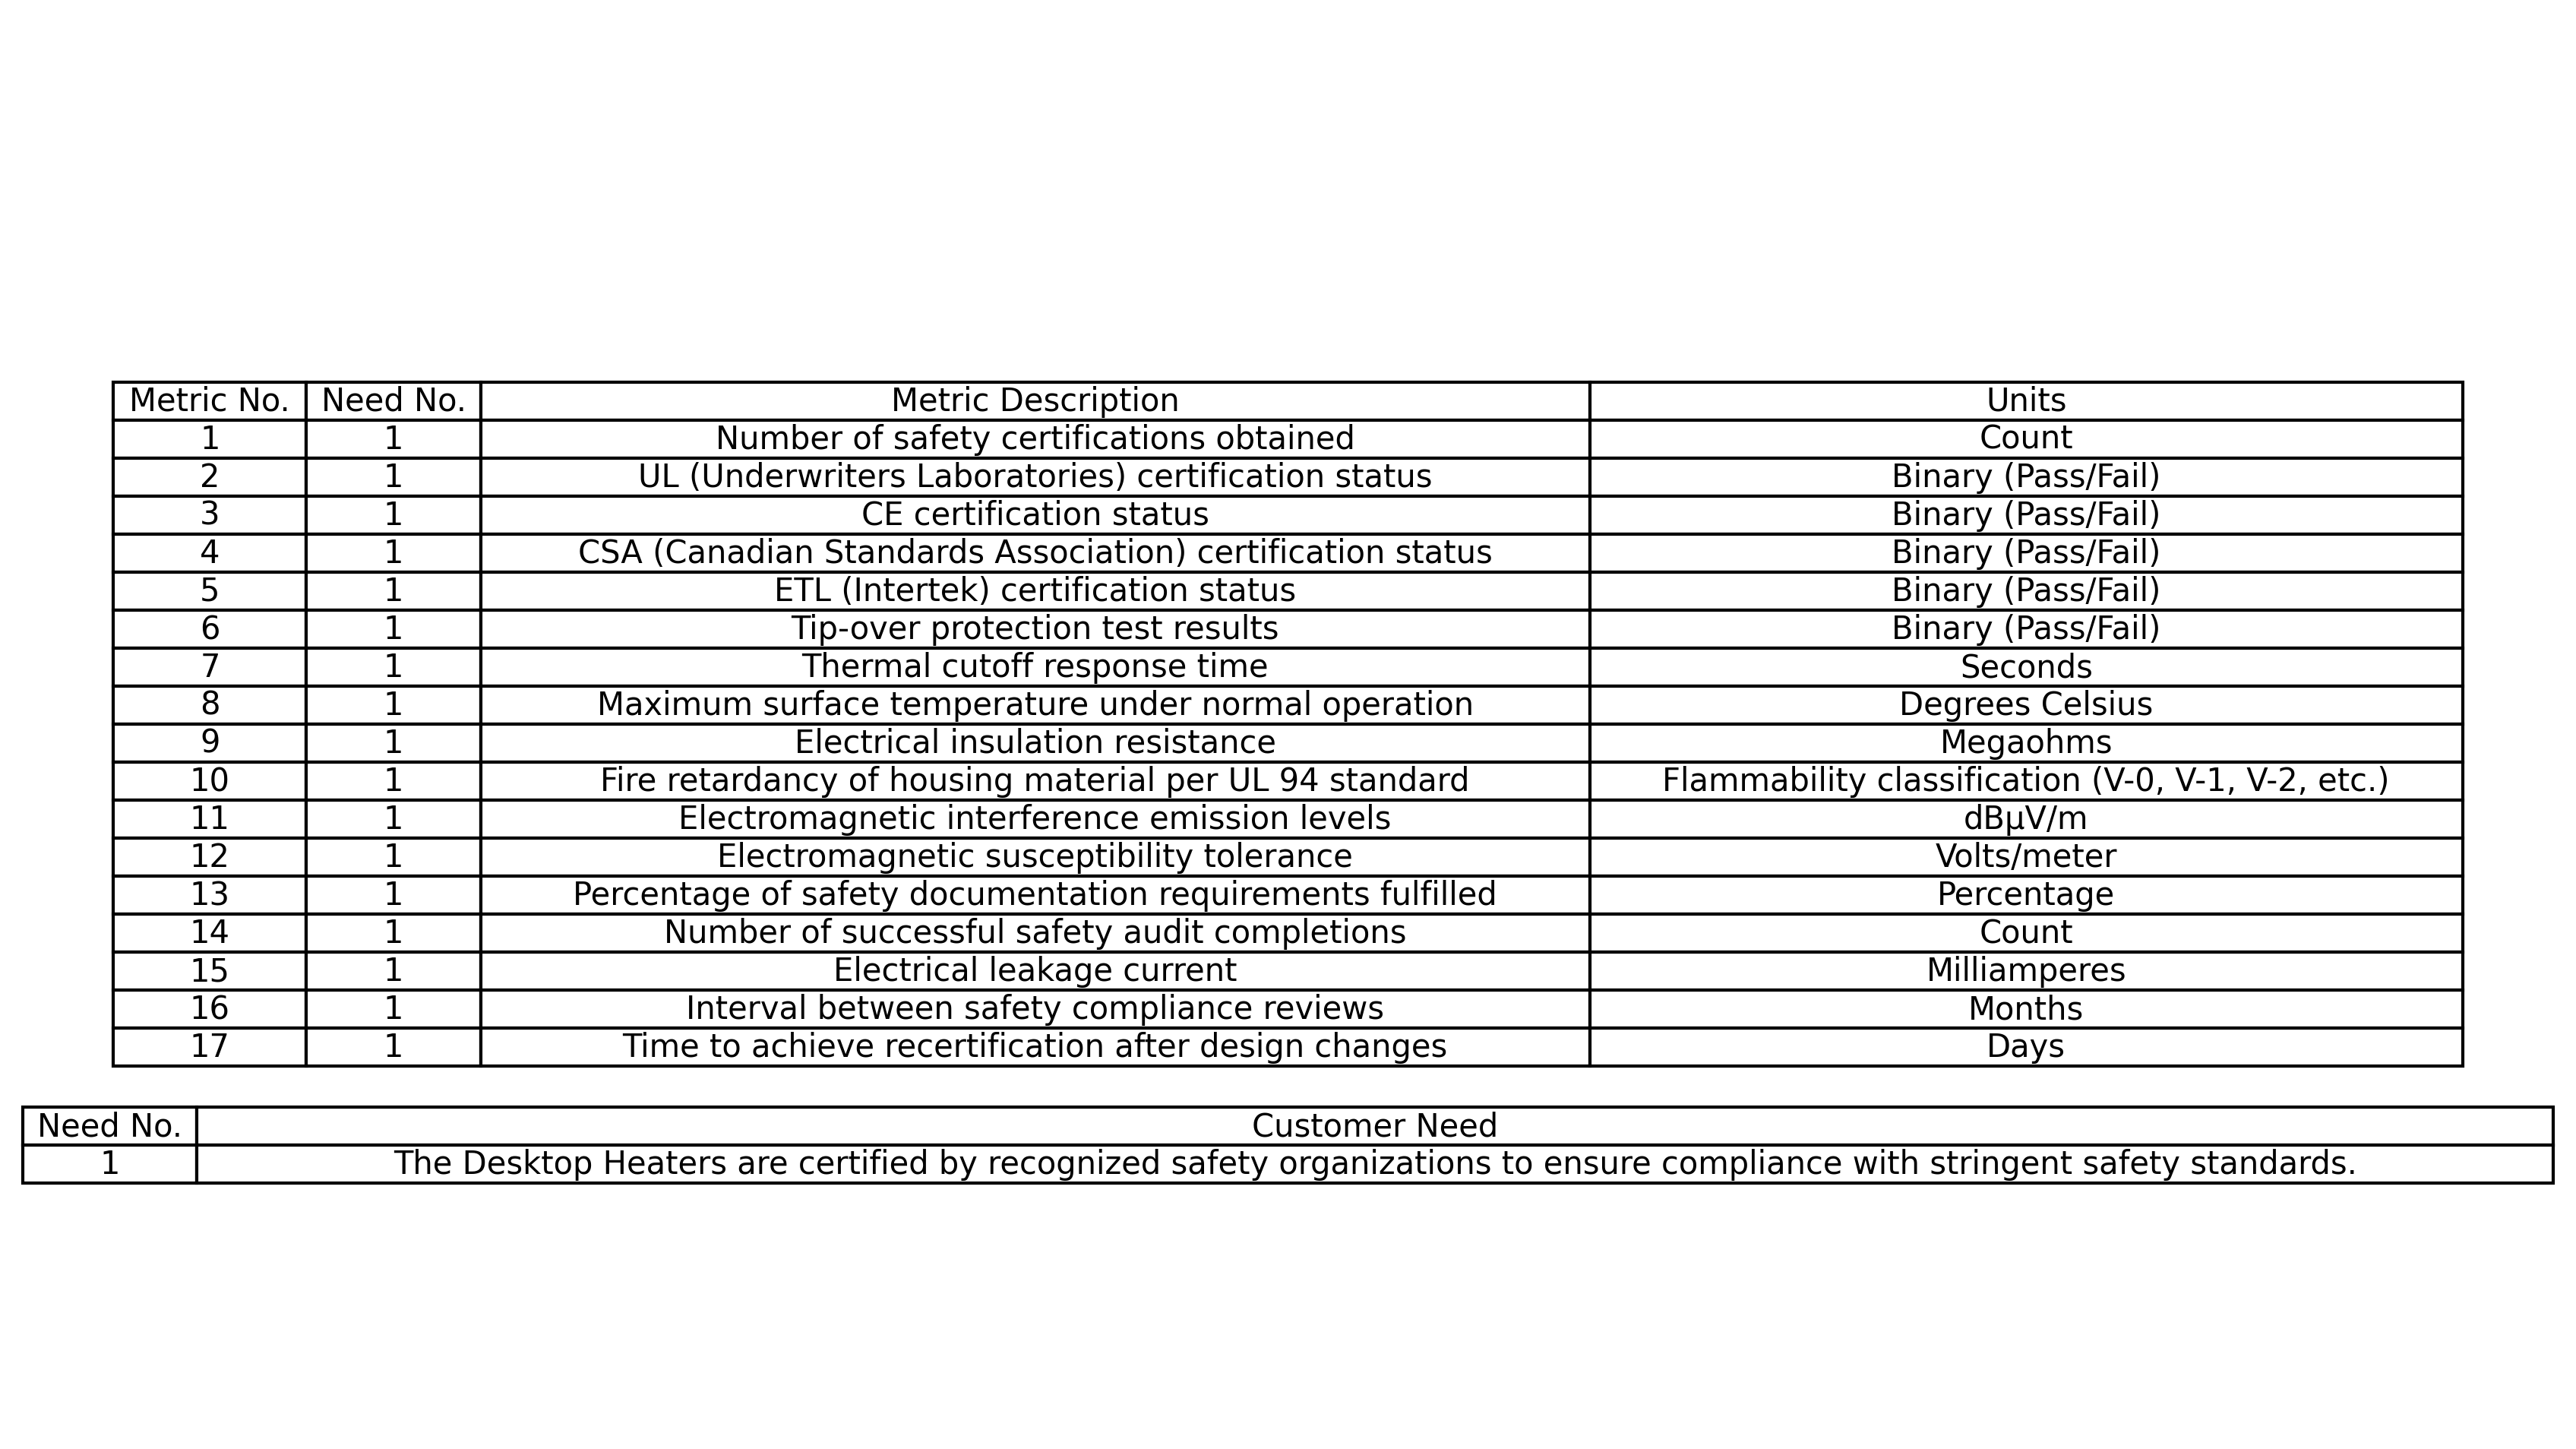 Metric No. Need No. Metric Description Units
1 1 Number of safety certifications obtained Count
2 1 UL (Underwriters Laboratories) certification status Binary (Pass/Fail)
3 1 CE certification status Binary (Pass/Fail)
4 1 CSA (Canadian Standards Association) certification status Binary (Pass/Fail)
5 1 ETL (Intertek) certification status Binary (Pass/Fail)
6 1 Tip-over protection test results Binary (Pass/Fail)
7 1 Thermal cutoff response time Seconds
8 1 Maximum surface temperature under normal operation Degrees Celsius
9 1 Electrical insulation resistance Megaohms
10 1 Fire retardancy of housing material per UL 94 standard Flammability classification (V-0, V-1, V-2, etc.)
11 1 Electromagnetic interference emission levels dBµV/m
12 1 Electromagnetic susceptibility tolerance Volts/meter
13 1 Percentage of safety documentation requirements fulfilled Percentage
14 1 Number of successful safety audit completions Count
15 1 Electrical leakage current Milliamperes
16 1 Interval between safety compliance reviews Months
17 1 Time to achieve recertification after design changes Days
Need No. Customer Need
1 The Desktop Heaters are certified by recognized safety organizations to ensure compliance with stringent safety standards.